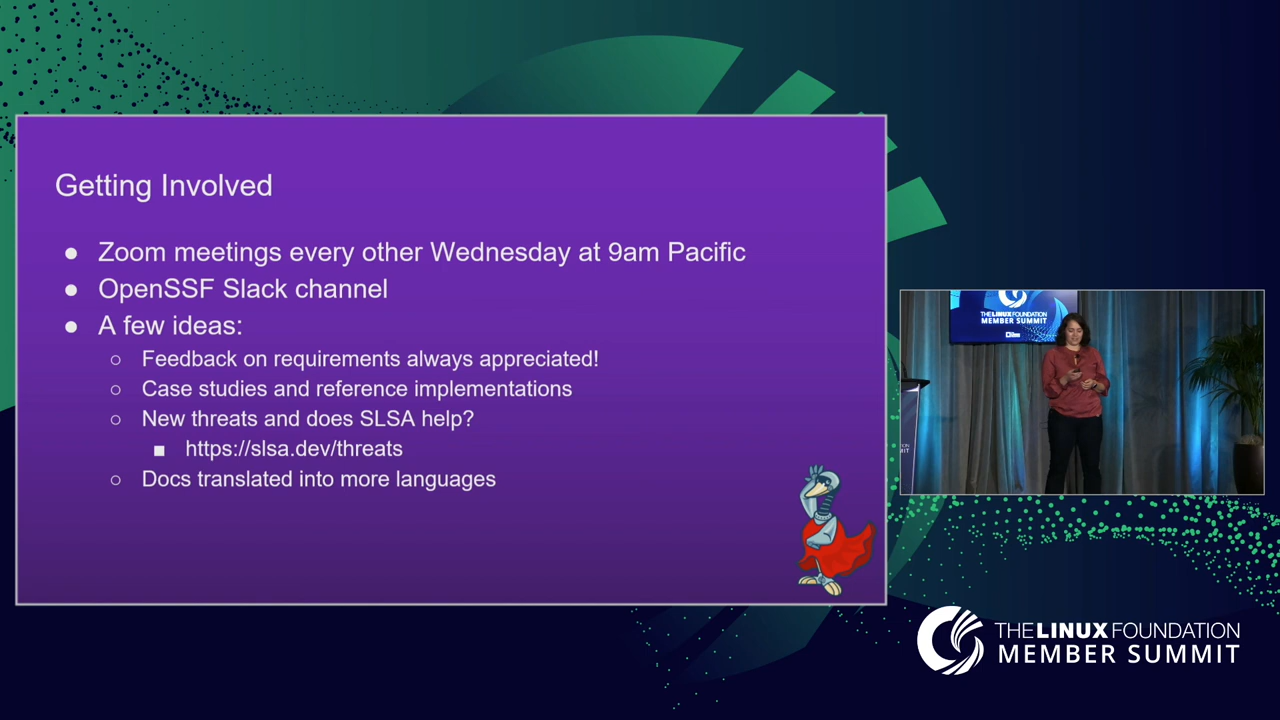 Getting Involved
● Zoom meetings every other Wednesday at 9am Pacific
● OpenSSF Slack channel
● A few ideas:
○ Feedback on requirements always appreciated!
○ Case studies and reference implementations
○ New threats and does SLSA help?
■ https://slsa.dev/threats
○ Docs translated into more languages
THE LINUX FOUNDATION
MEMBER SUMMIT
THE LINUX FOUNDATION
MEMBER SUMMIT